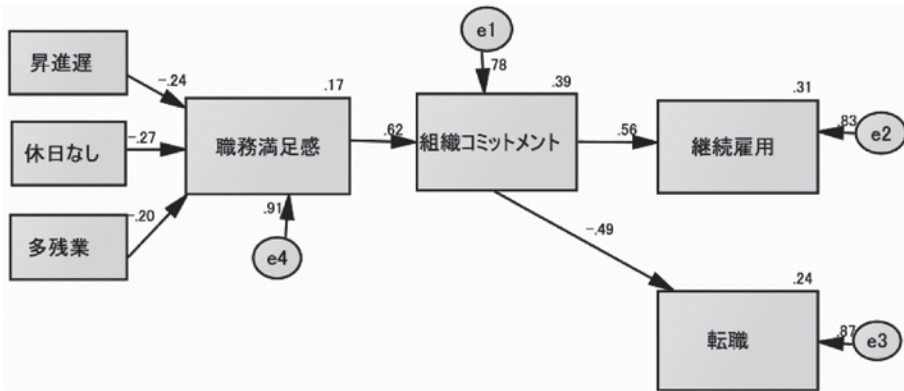 e1
昇進遅
-.24
.78
.17
.39
.31
休日なし
-.27
職務満足感
.62
組織コミットメント
.56
継続雇用
.83
e2
多残業
-.20
.91
e4
-.49
.24
転職
.87
e3